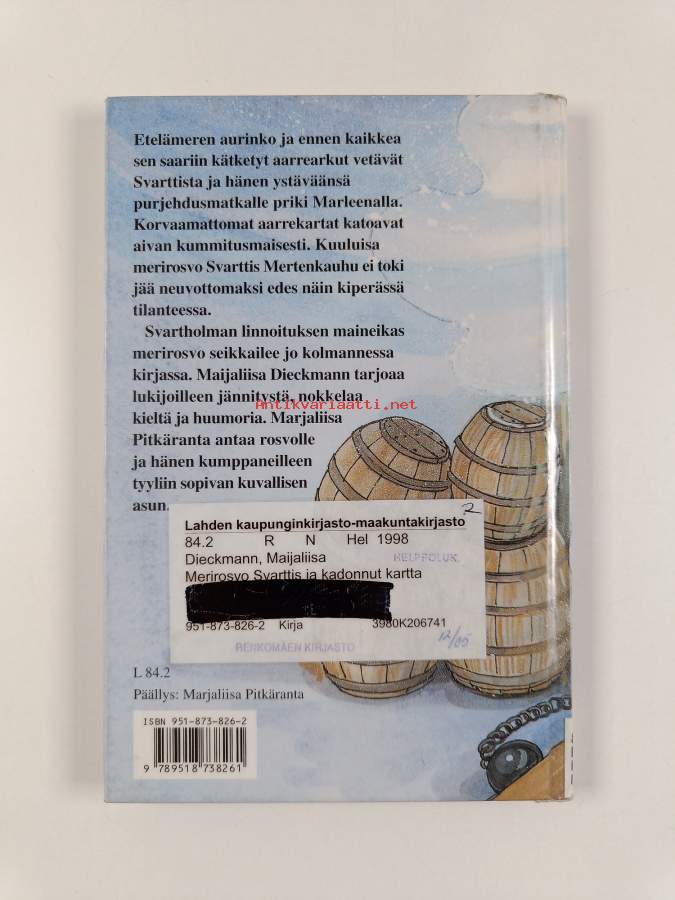 Etelämeren aurinko ja ennen kaikkea
sen saariin kätketyt aarrearkut vetävät
Svarttista ja hänen ystäväänsä
purjehdusmatkalle priki Marleenalla.
Korvaamattomat aarrekartat katoavat
aivan kummitusmaisesti. Kuuluisa
merirosvo Svarttis Mertenkauhu ei toki
jää neuvottomaksi edes näin kiperässä
tilanteessa.
Svartholman linnoituksen maineikas
merirosvo seikkailee jo kolmannessa
kirjassa. Maijaliisa Dieckmann tarjoaa
lukijoilleen jännitystä, nokkelaa
Antikvariaatti.net
kieltä ja huumoria. Marjaliisa
Pitkäranta antaa rosvolle
ja hänen kumppaneilleen
tyyliin sopivan kuvallisen
asun.
Lahden kaupunginkirjasto-maakuntakirjasto
84.2 R N Hel 1998
Dieckmann, Maijaliisa HELPPOLUK.
Merirosvo Svarttis ja kadonnut kartta
951-873-826-2 Kirja 3980K206741
RENKOMÄEN KIRJASTO 12/05
L 84.2
Päällys: Marjaliisa Pitkäranta
ISBN 951-873-826-2
9 789518 738261